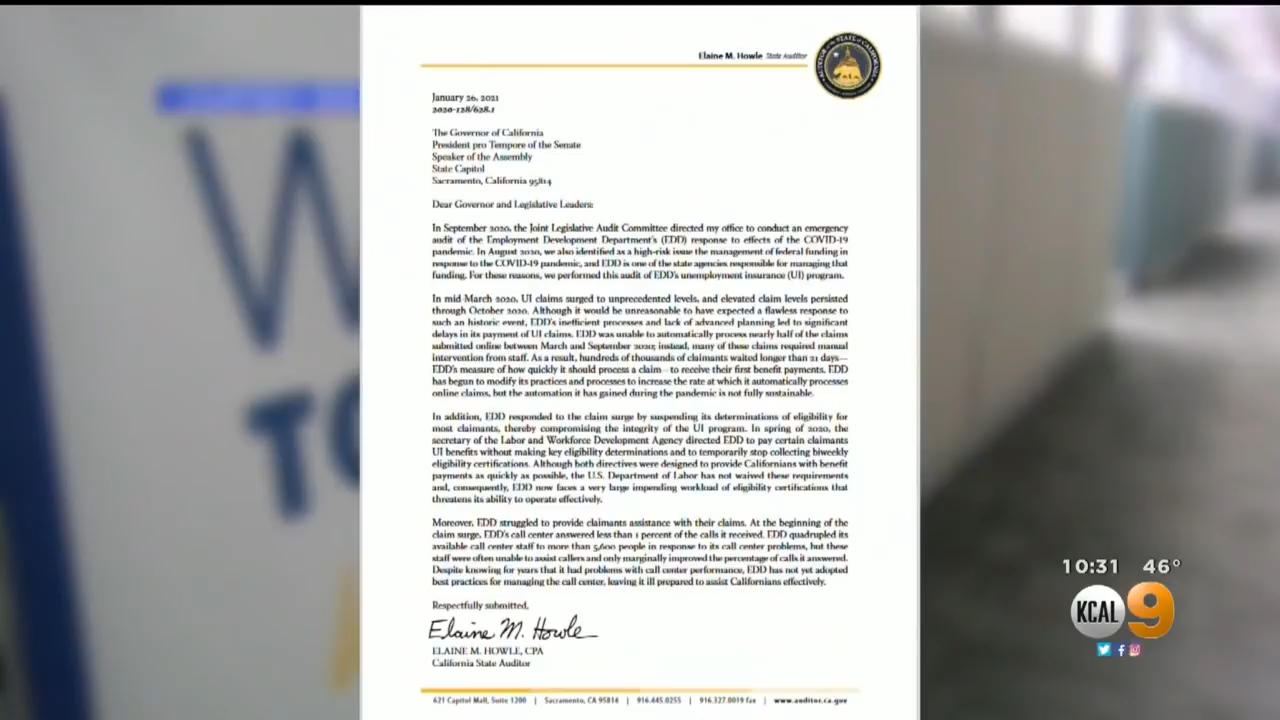 Elaine M. Howle State Auditor
January 26, 2021
2020-128/628.1
The Governor of California
President pro Tempore of the Senate
Speaker of the Assembly
State Capitol
Sacramento, California 95814
Dear Governor and Legislative Leaders:
In September 2020, the Joint Legislative Audit Committee directed my office to conduct an emergency
audit of the Employment Development Department's (EDD) response to effects of the COVID-19
pandemic. In August 2020, we also identified as a high-risk issue the management of federal funding in
response to the COVID-19 pandemic, and EDD is one of the state agencies responsible for managing that
funding. For these reasons, we performed this audit of EDD's unemployment insurance (UI) program.
In mid-March 2020, UI claims surged to unprecedented levels, and elevated claim levels persisted
through October 2020. Although it would be unreasonable to have expected a flawless response to
such an historic event, EDD's inefficient processes and lack of advanced planning led to significant
delays in its payment of UI claims. EDD was unable to automatically process nearly half of the claims
submitted online between March and September 2020; instead, many of these claims required manual
intervention from staff. As a result, hundreds of thousands of claimants waited longer than 21 days—
EDD's measure of how quickly it should process a claim—to receive their first benefit payments. EDD
has begun to modify its practices and processes to increase the rate at which it automatically processes
online claims, but the automation it has gained during the pandemic is not fully sustainable.
In addition, EDD responded to the claim surge by suspending its determinations of eligibility for
most claimants, thereby compromising the integrity of the UI program. In spring of 2020, the
secretary of the Labor and Workforce Development Agency directed EDD to pay certain claimants
UI benefits without making key eligibility determinations and to temporarily stop collecting biweekly
eligibility certifications. Although both directives were designed to provide Californians with benefit
payments as quickly as possible, the U.S. Department of Labor has not waived these requirements
and, consequently, EDD now faces a very large impending workload of eligibility certifications that
threatens its ability to operate effectively.
Moreover, EDD struggled to provide claimants assistance with their claims. At the beginning of the
claim surge, EDD's call center answered less than 1 percent of the calls it received. EDD quadrupled its
available call center staff to more than 5,600 people in response to its call center problems, but these
staff were often unable to assist callers and only marginally improved the percentage of calls it answered.
Despite knowing for years that it had problems with call center performance, EDD has not yet adopted
best practices for managing the call center, leaving it ill prepared to assist Californians effectively.
Respectfully submitted,
Elaine M. Howle
ELAINE M. HOWLE, CPA
California State Auditor
621 Capitol Mall, Suite 1200 | Sacramento, CA 95814 | 916.445.0255 | 916.327.0019 fax | www.auditor.ca.gov
10:31 46°
KCAL 9